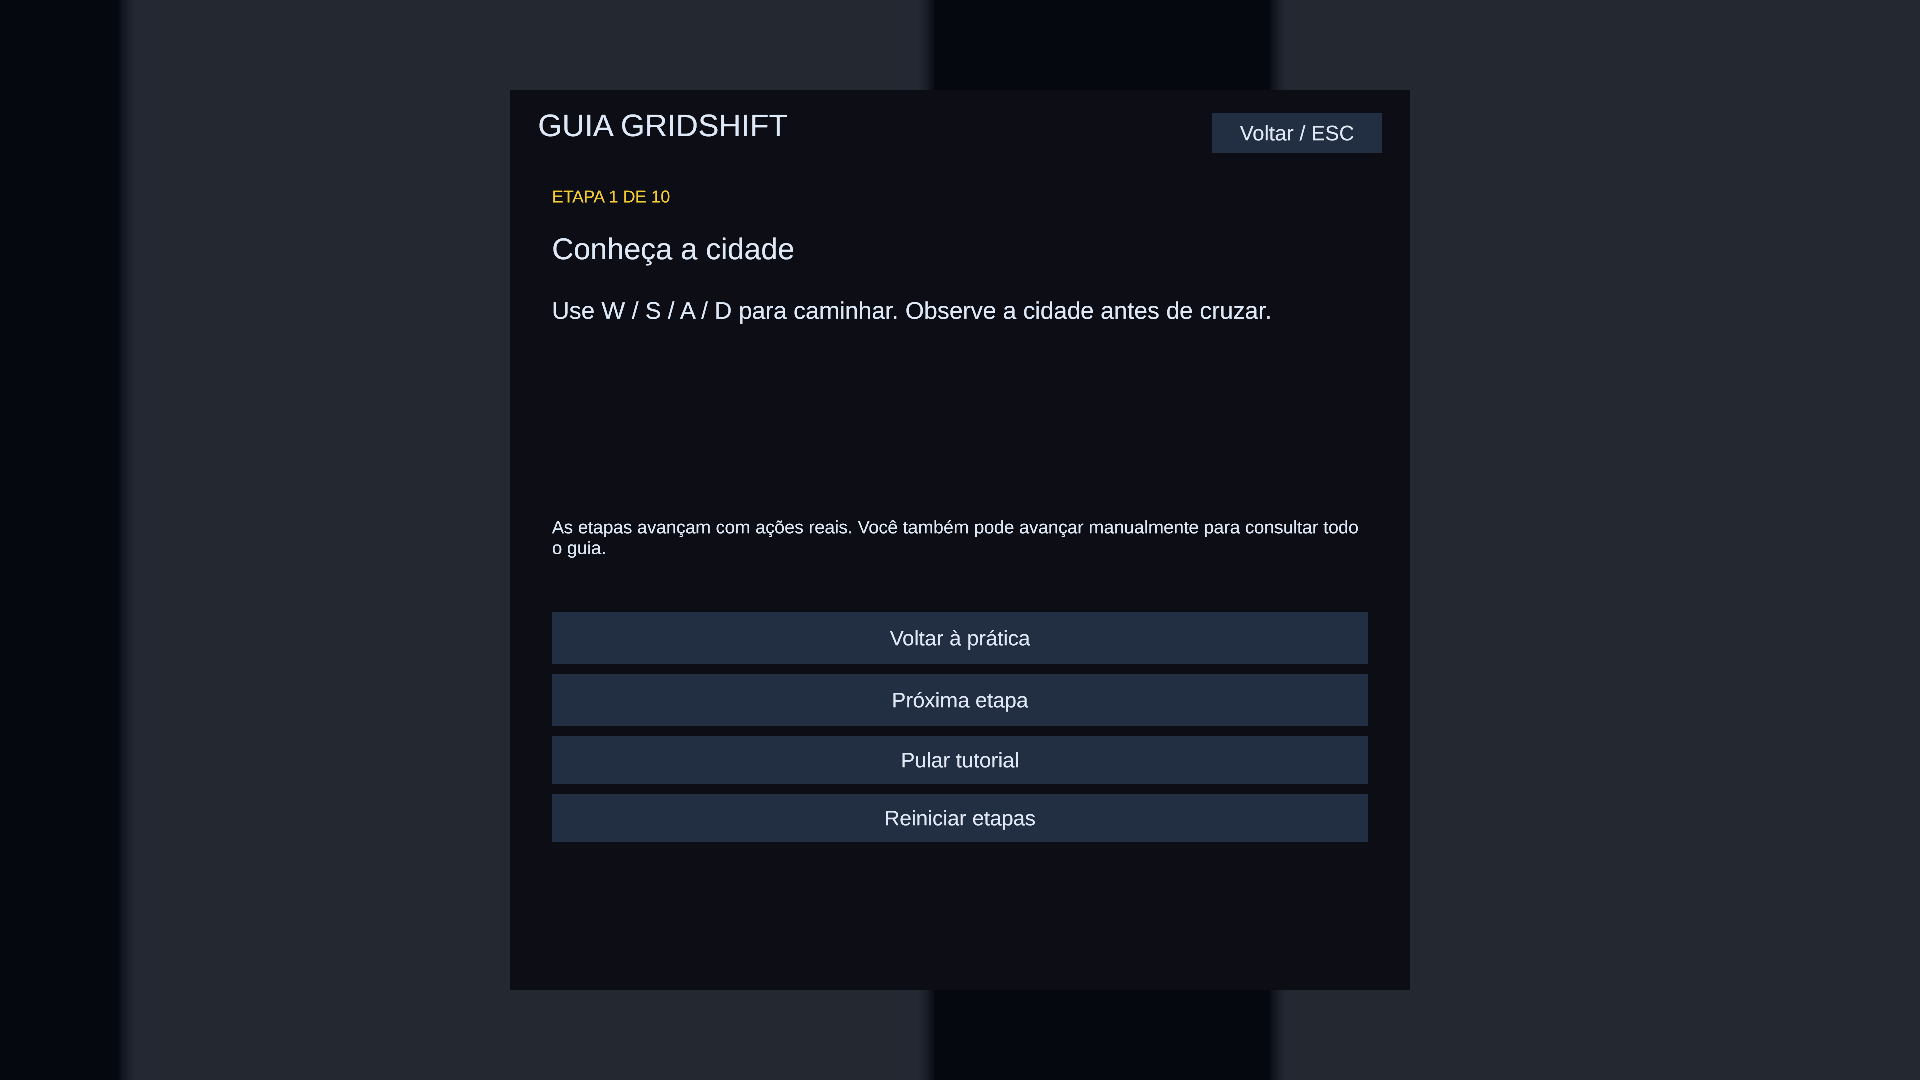 GUIA GRIDSHIFT
Voltar / ESC
ETAPA 1 DE 10
Conheça a cidade
Use W / S / A / D para caminhar. Observe a cidade antes de cruzar.
As etapas avançam com ações reais. Você também pode avançar manualmente para consultar todo
o guia.
Voltar à prática
Próxima etapa
Pular tutorial
Reiniciar etapas